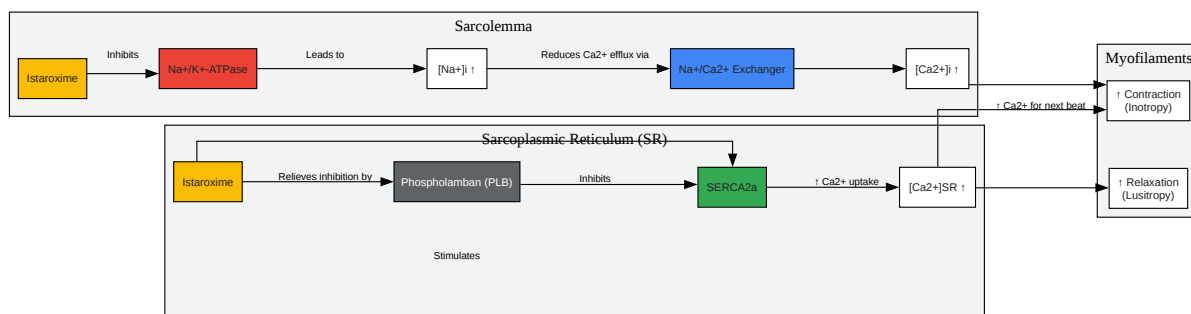 Sarcolemma
Istaroxime
Inhibits
Na+/K+-ATPase
Leads to
[Na+]i ↑
Reduces Ca2+ efflux via
Na+/Ca2+ Exchanger
[Ca2+]i ↑
Myofilaments
↑ Contraction
(Inotropy)
↑ Ca2+ for next beat
Sarcoplasmic Reticulum (SR)
Istaroxime
Relieves inhibition by
Phospholamban (PLB)
Inhibits
SERCA2a
↑ Ca2+ uptake
[Ca2+]SR ↑
↑ Relaxation
(Lusitropy)
Stimulates